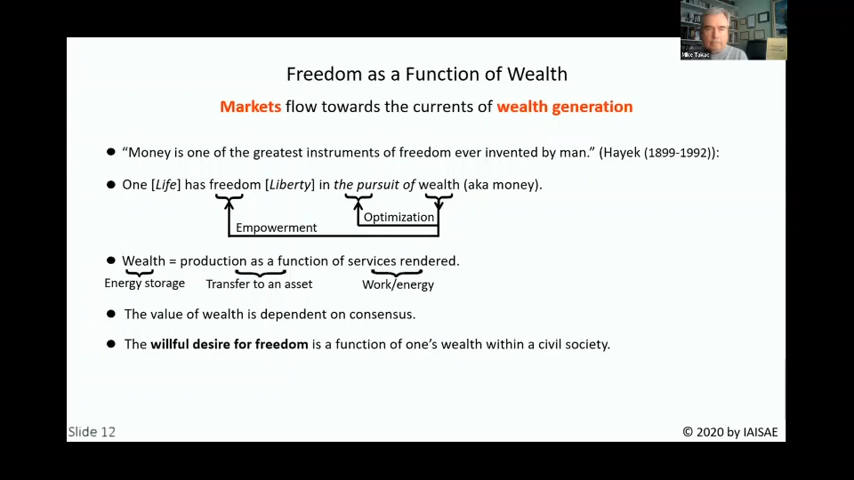 Mike Takac
Freedom as a Function of Wealth
Markets flow towards the currents of wealth generation
● “Money is one of the greatest instruments of freedom ever invented by man.” (Hayek (1899-1992)):
● One [Life] has freedom [Liberty] in the pursuit of wealth (aka money).
Optimization
Empowerment
● Wealth = production as a function of services rendered.
Energy storage Transfer to an asset Work/energy
● The value of wealth is dependent on consensus.
● The willful desire for freedom is a function of one’s wealth within a civil society.
Slide 12
© 2020 by IAISAE